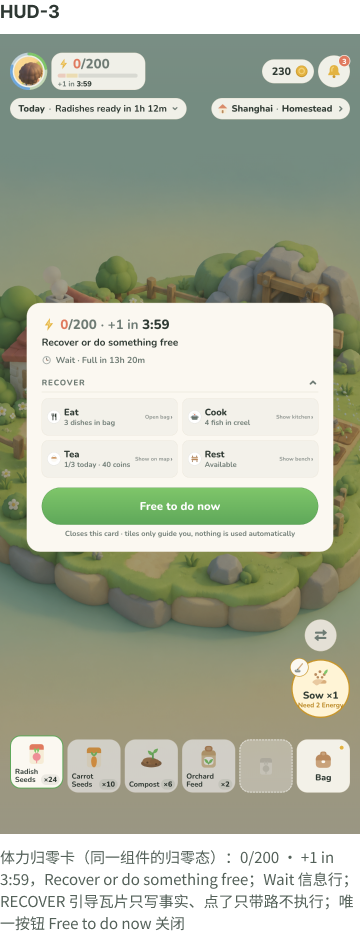 HUD-3
0/200
+1 in 3:59
230
3
Today · Radishes ready in 1h 12m
Shanghai · Homestead
0/200 · +1 in 3:59
Recover or do something free
Wait · Full in 13h 20m
RECOVER
Eat
3 dishes in bag
Open bag›
Cook
4 fish in creel
Show kitchen›
Tea
1/3 today · 40 coins
Show on map›
Rest
Available
Show bench›
Free to do now
Closes this card · tiles only guide you, nothing is used automatically
Sow ×1
Need 2 Energy
Radish
Seeds
×24
Carrot
Seeds
×10
Compost
×6
Orchard
Feed
×2
Bag
体力归零卡（同一组件的归零态）：0/200 · +1 in
3:59，Recover or do something free；Wait 信息行；
RECOVER 引导瓦片只写事实、点了只带路不执行；唯
一按钮 Free to do now 关闭